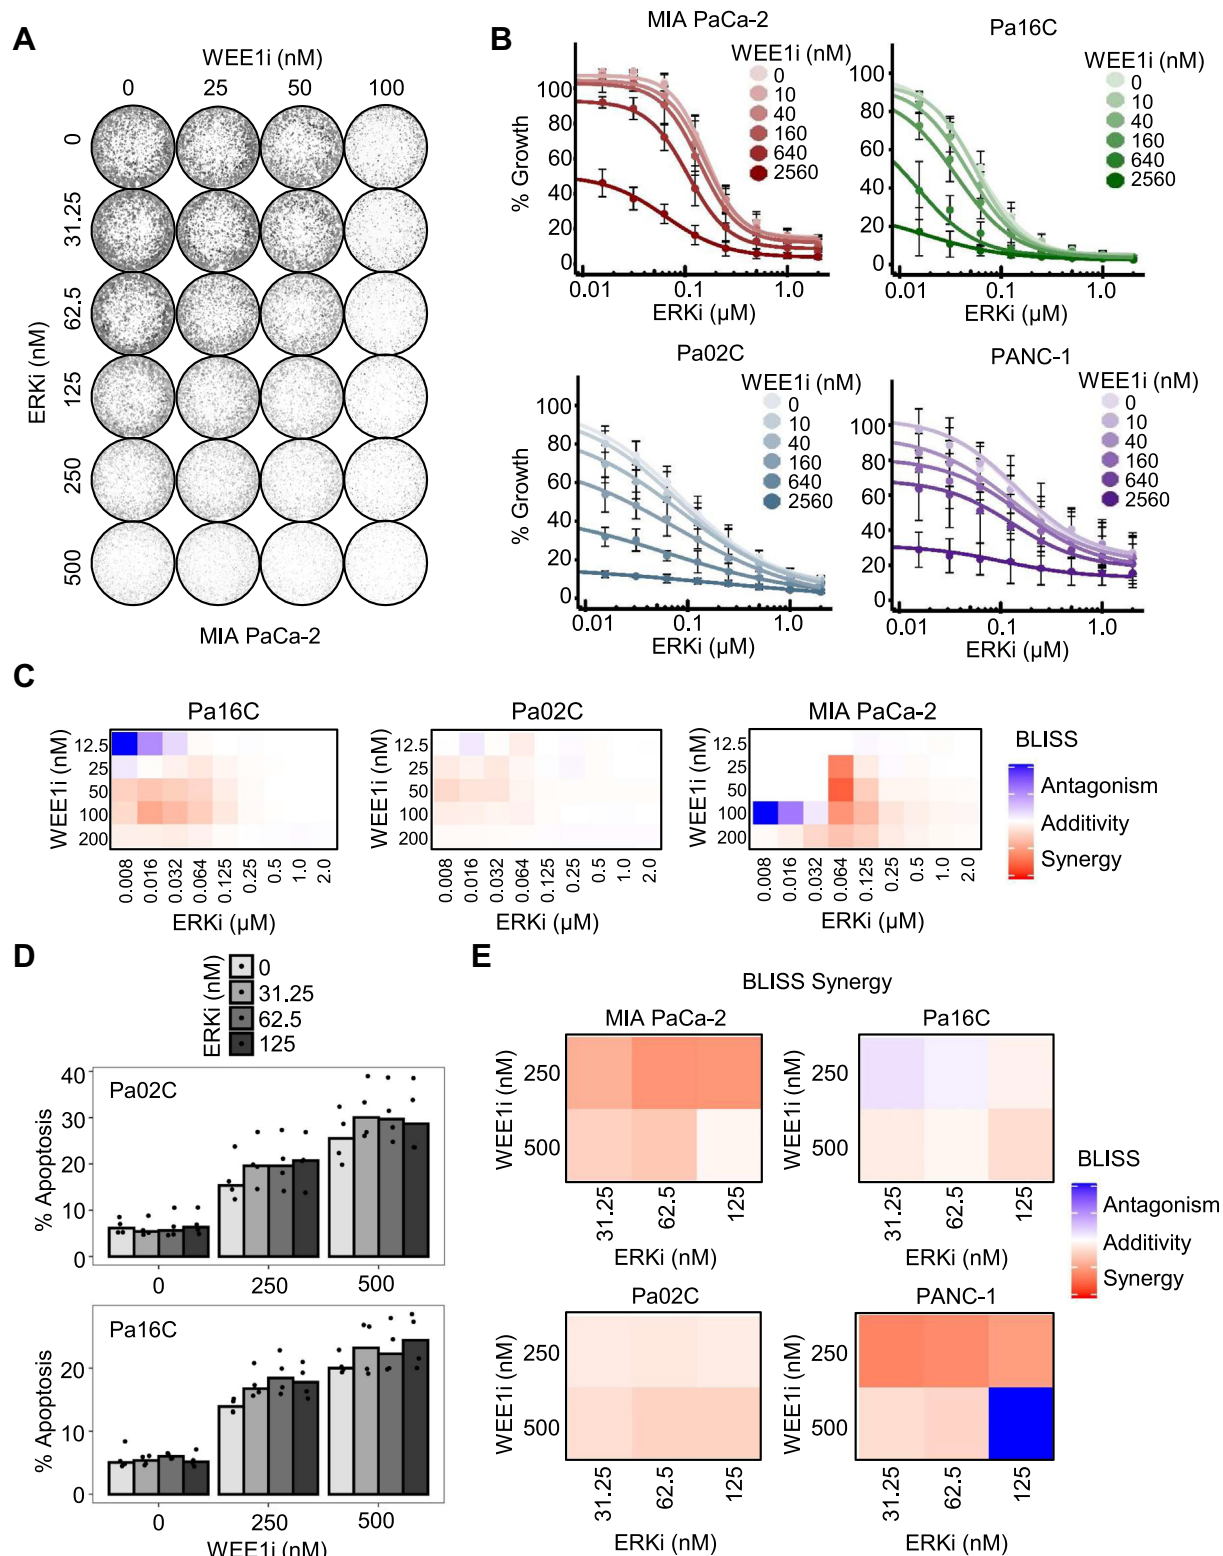 A
WEE1i (nM)
0 25 50 100
ERKi (nM)
0
31.25
62.5
125
250
500
MIA PaCa-2
B
MIA PaCa-2
WEE1i (nM)
0
10
40
160
640
2560
% Growth
100
80
60
40
20
0
0.01 0.1 1.0
ERKi (µM)
Pa16C
WEE1i (nM)
0
10
40
160
640
2560
100
80
60
40
20
0
0.01 0.1 1.0
ERKi (µM)
Pa02C
WEE1i (nM)
0
10
40
160
640
2560
% Growth
100
80
60
40
20
0
0.01 0.1 1.0
ERKi (µM)
PANC-1
WEE1i (nM)
0
10
40
160
640
2560
100
80
60
40
20
0
0.01 0.1 1.0
ERKi (µM)
C
Pa16C
WEE1i (nM)
12.5
25
50
100
200
0.008 0.016 0.032 0.064 0.125 0.25 0.5 1.0 2.0
ERKi (µM)
Pa02C
WEE1i (nM)
12.5
25
50
100
200
0.008 0.016 0.032 0.064 0.125 0.25 0.5 1.0 2.0
ERKi (µM)
MIA PaCa-2
WEE1i (nM)
12.5
25
50
100
200
0.008 0.016 0.032 0.064 0.125 0.25 0.5 1.0 2.0
ERKi (µM)
BLISS
Antagonism
Additivity
Synergy
D
ERKi (nM)
0
31.25
62.5
125
Pa02C
% Apoptosis
40
30
20
10
0
0 250 500
Pa16C
% Apoptosis
20
10
0
0 250 500
WEE1i (nM)
E
BLISS Synergy
MIA PaCa-2
WEE1i (nM)
250
500
31.25 62.5 125
ERKi (nM)
Pa16C
WEE1i (nM)
250
500
31.25 62.5 125
ERKi (nM)
Pa02C
WEE1i (nM)
250
500
31.25 62.5 125
ERKi (nM)
PANC-1
WEE1i (nM)
250
500
31.25 62.5 125
ERKi (nM)
BLISS
Antagonism
Additivity
Synergy